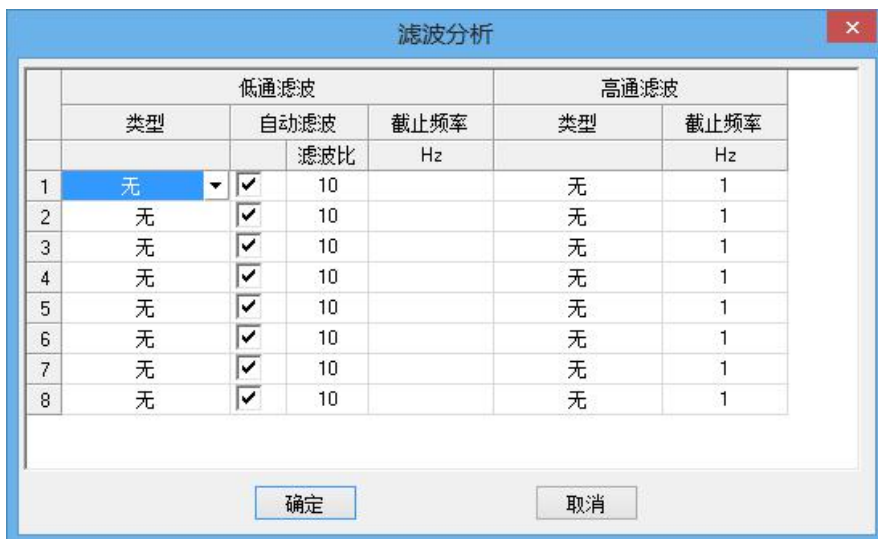 滤波分析
低通滤波 高通滤波
类型 自动滤波 截止频率 类型 截止频率
滤波比 Hz Hz
1 无 10 无 1
2 无 10 无 1
3 无 10 无 1
4 无 10 无 1
5 无 10 无 1
6 无 10 无 1
7 无 10 无 1
8 无 10 无 1
确定 取消